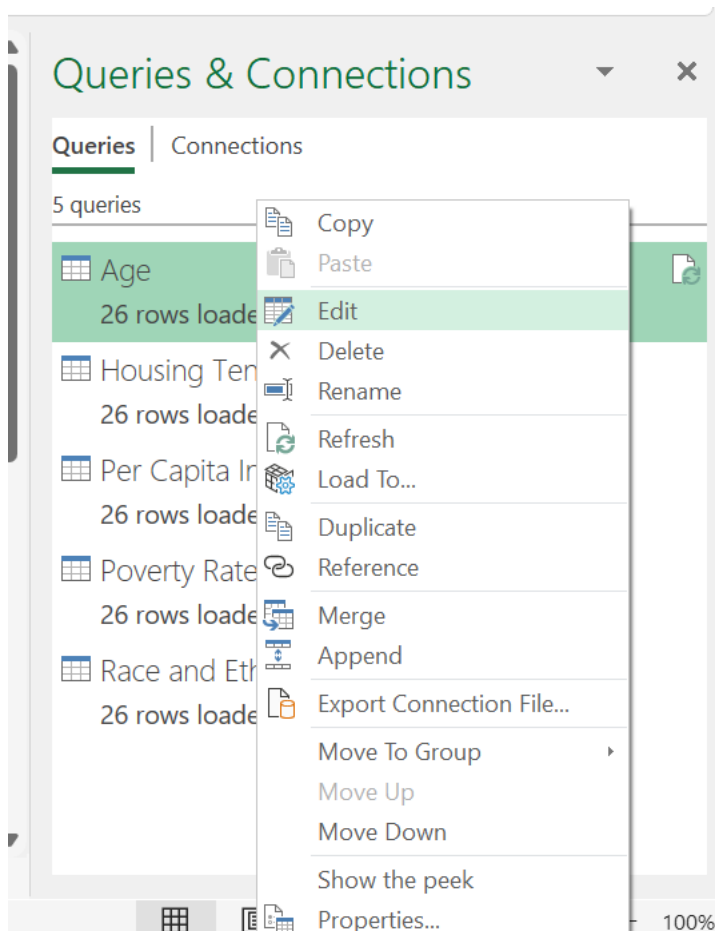 Queries & Connections
Queries Connections
5 queries
Age
26 rows loade
Housing Ten
26 rows loade
Per Capita In
26 rows loade
Poverty Rate
26 rows loade
Race and Eth
26 rows loade
Copy
Paste
Edit
Delete
Rename
Refresh
Load To...
Duplicate
Reference
Merge
Append
Export Connection File...
Move To Group
Move Up
Move Down
Show the peek
Properties...
100%